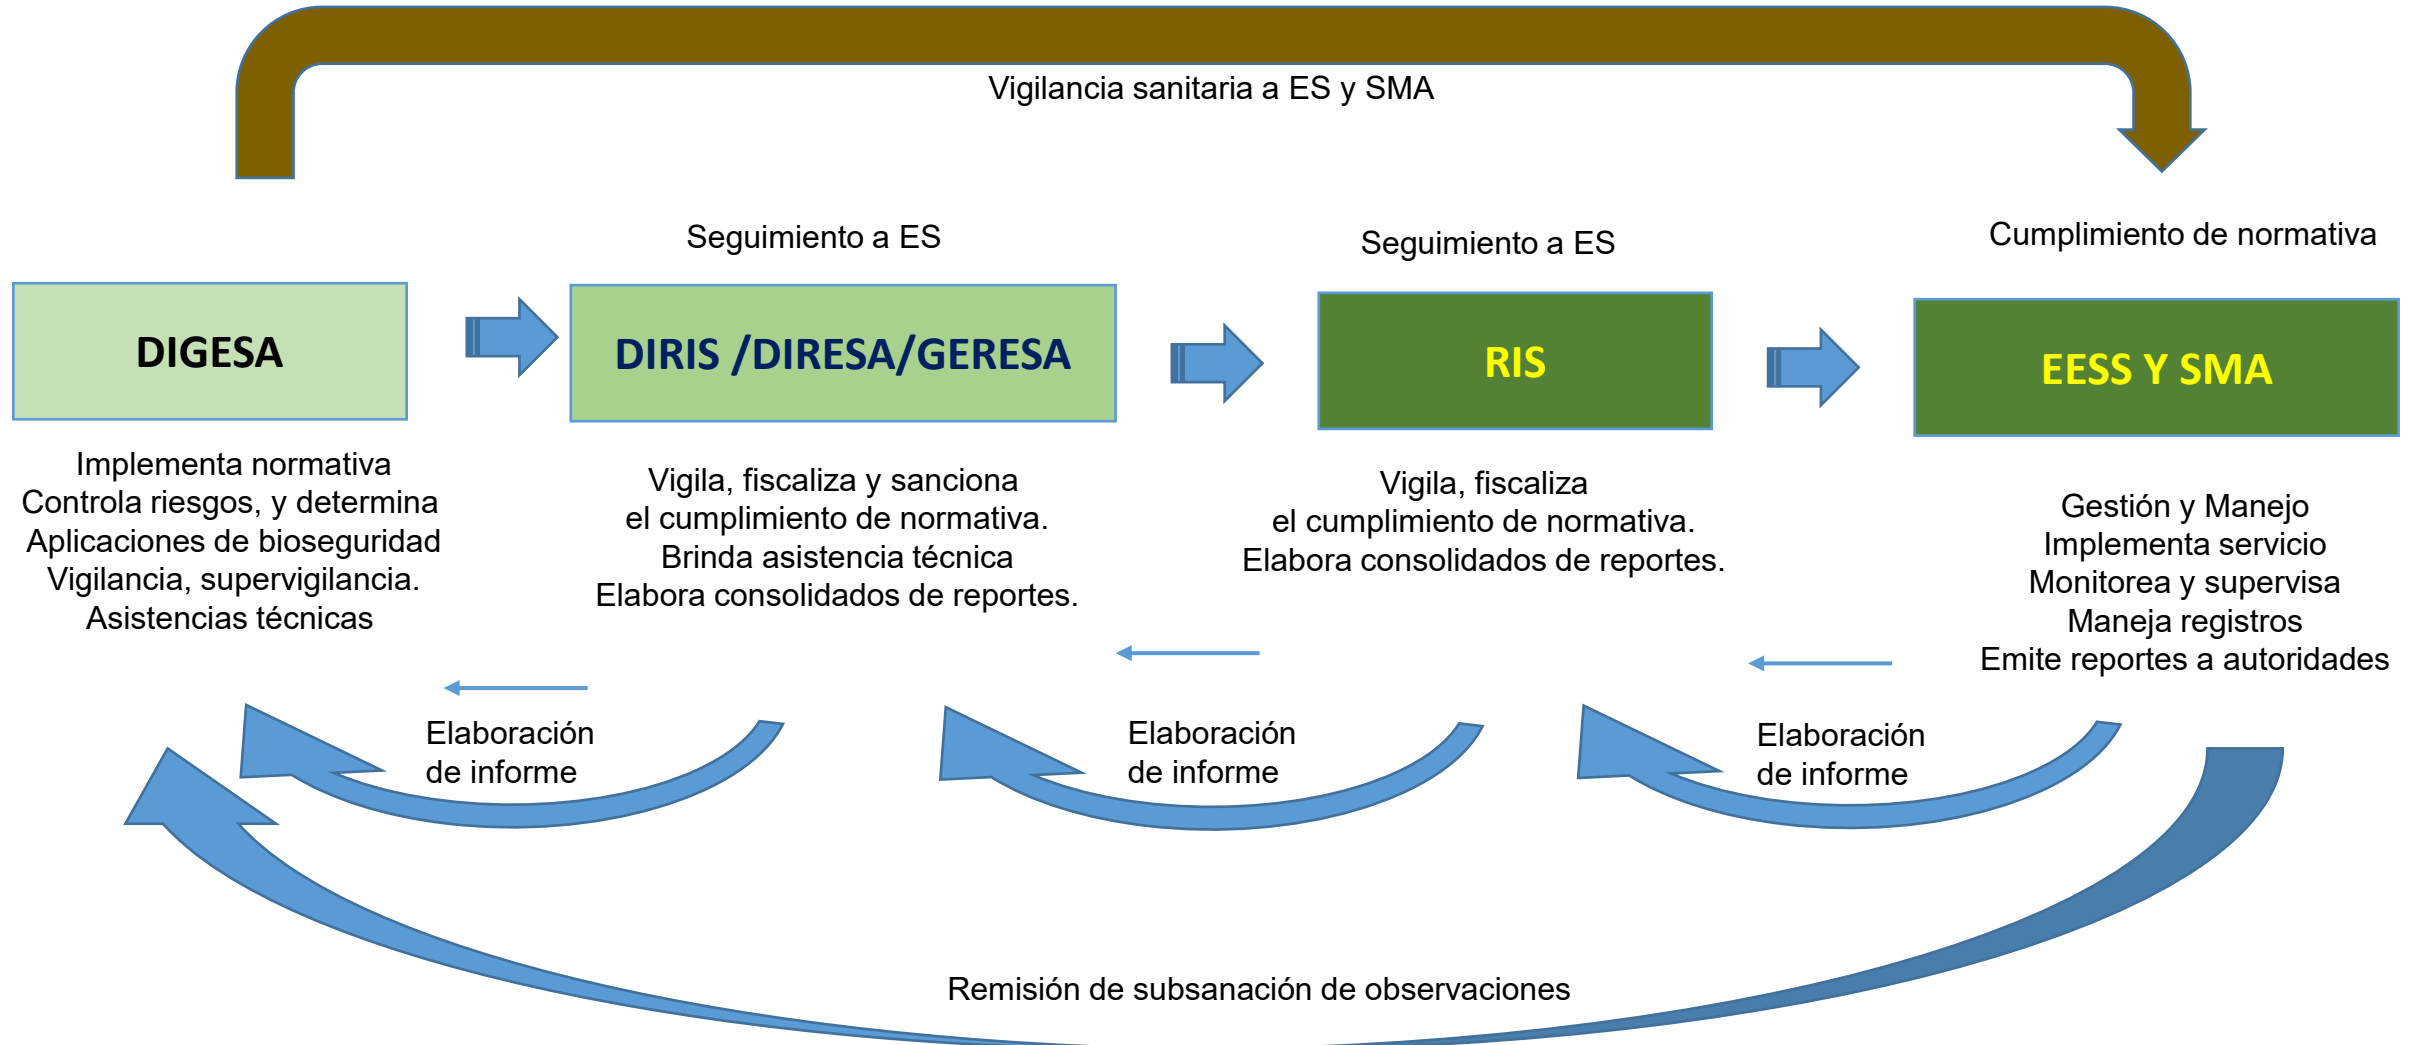 Vigilancia sanitaria a ES y SMA
Seguimiento a ES
Seguimiento a ES
Cumplimiento de normativa
DIGESA
DIRIS /DIRESA/GERESA
RIS
EESS Y SMA
Implementa normativa
Controla riesgos, y determina
Aplicaciones de bioseguridad
Vigilancia, supervigilancia.
Asistencias técnicas
Vigila, fiscaliza y sanciona
el cumplimiento de normativa.
Brinda asistencia técnica
Elabora consolidados de reportes.
Vigila, fiscaliza
el cumplimiento de normativa.
Elabora consolidados de reportes.
Gestión y Manejo
Implementa servicio
Monitorea y supervisa
Maneja registros
Emite reportes a autoridades
Elaboración
de informe
Elaboración
de informe
Elaboración
de informe
Remisión de subsanación de observaciones